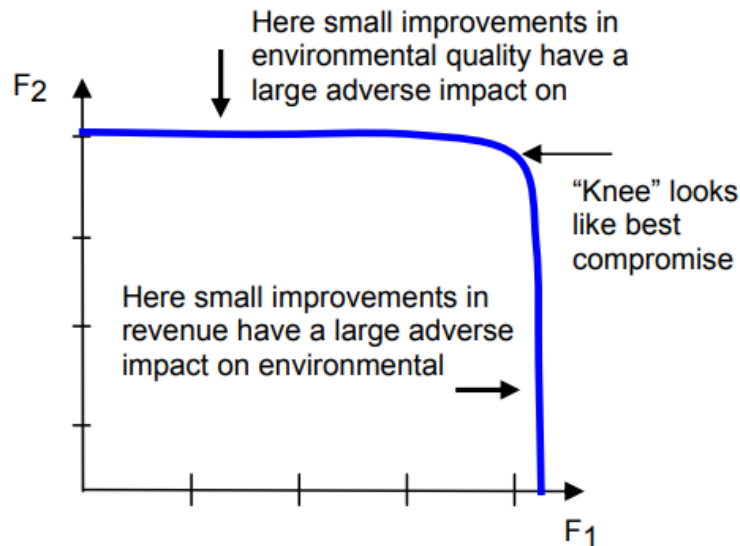 Here small improvements in
environmental quality have a
large adverse impact on
F2
“Knee” looks
like best
compromise
Here small improvements in
revenue have a large adverse
impact on environmental
F1